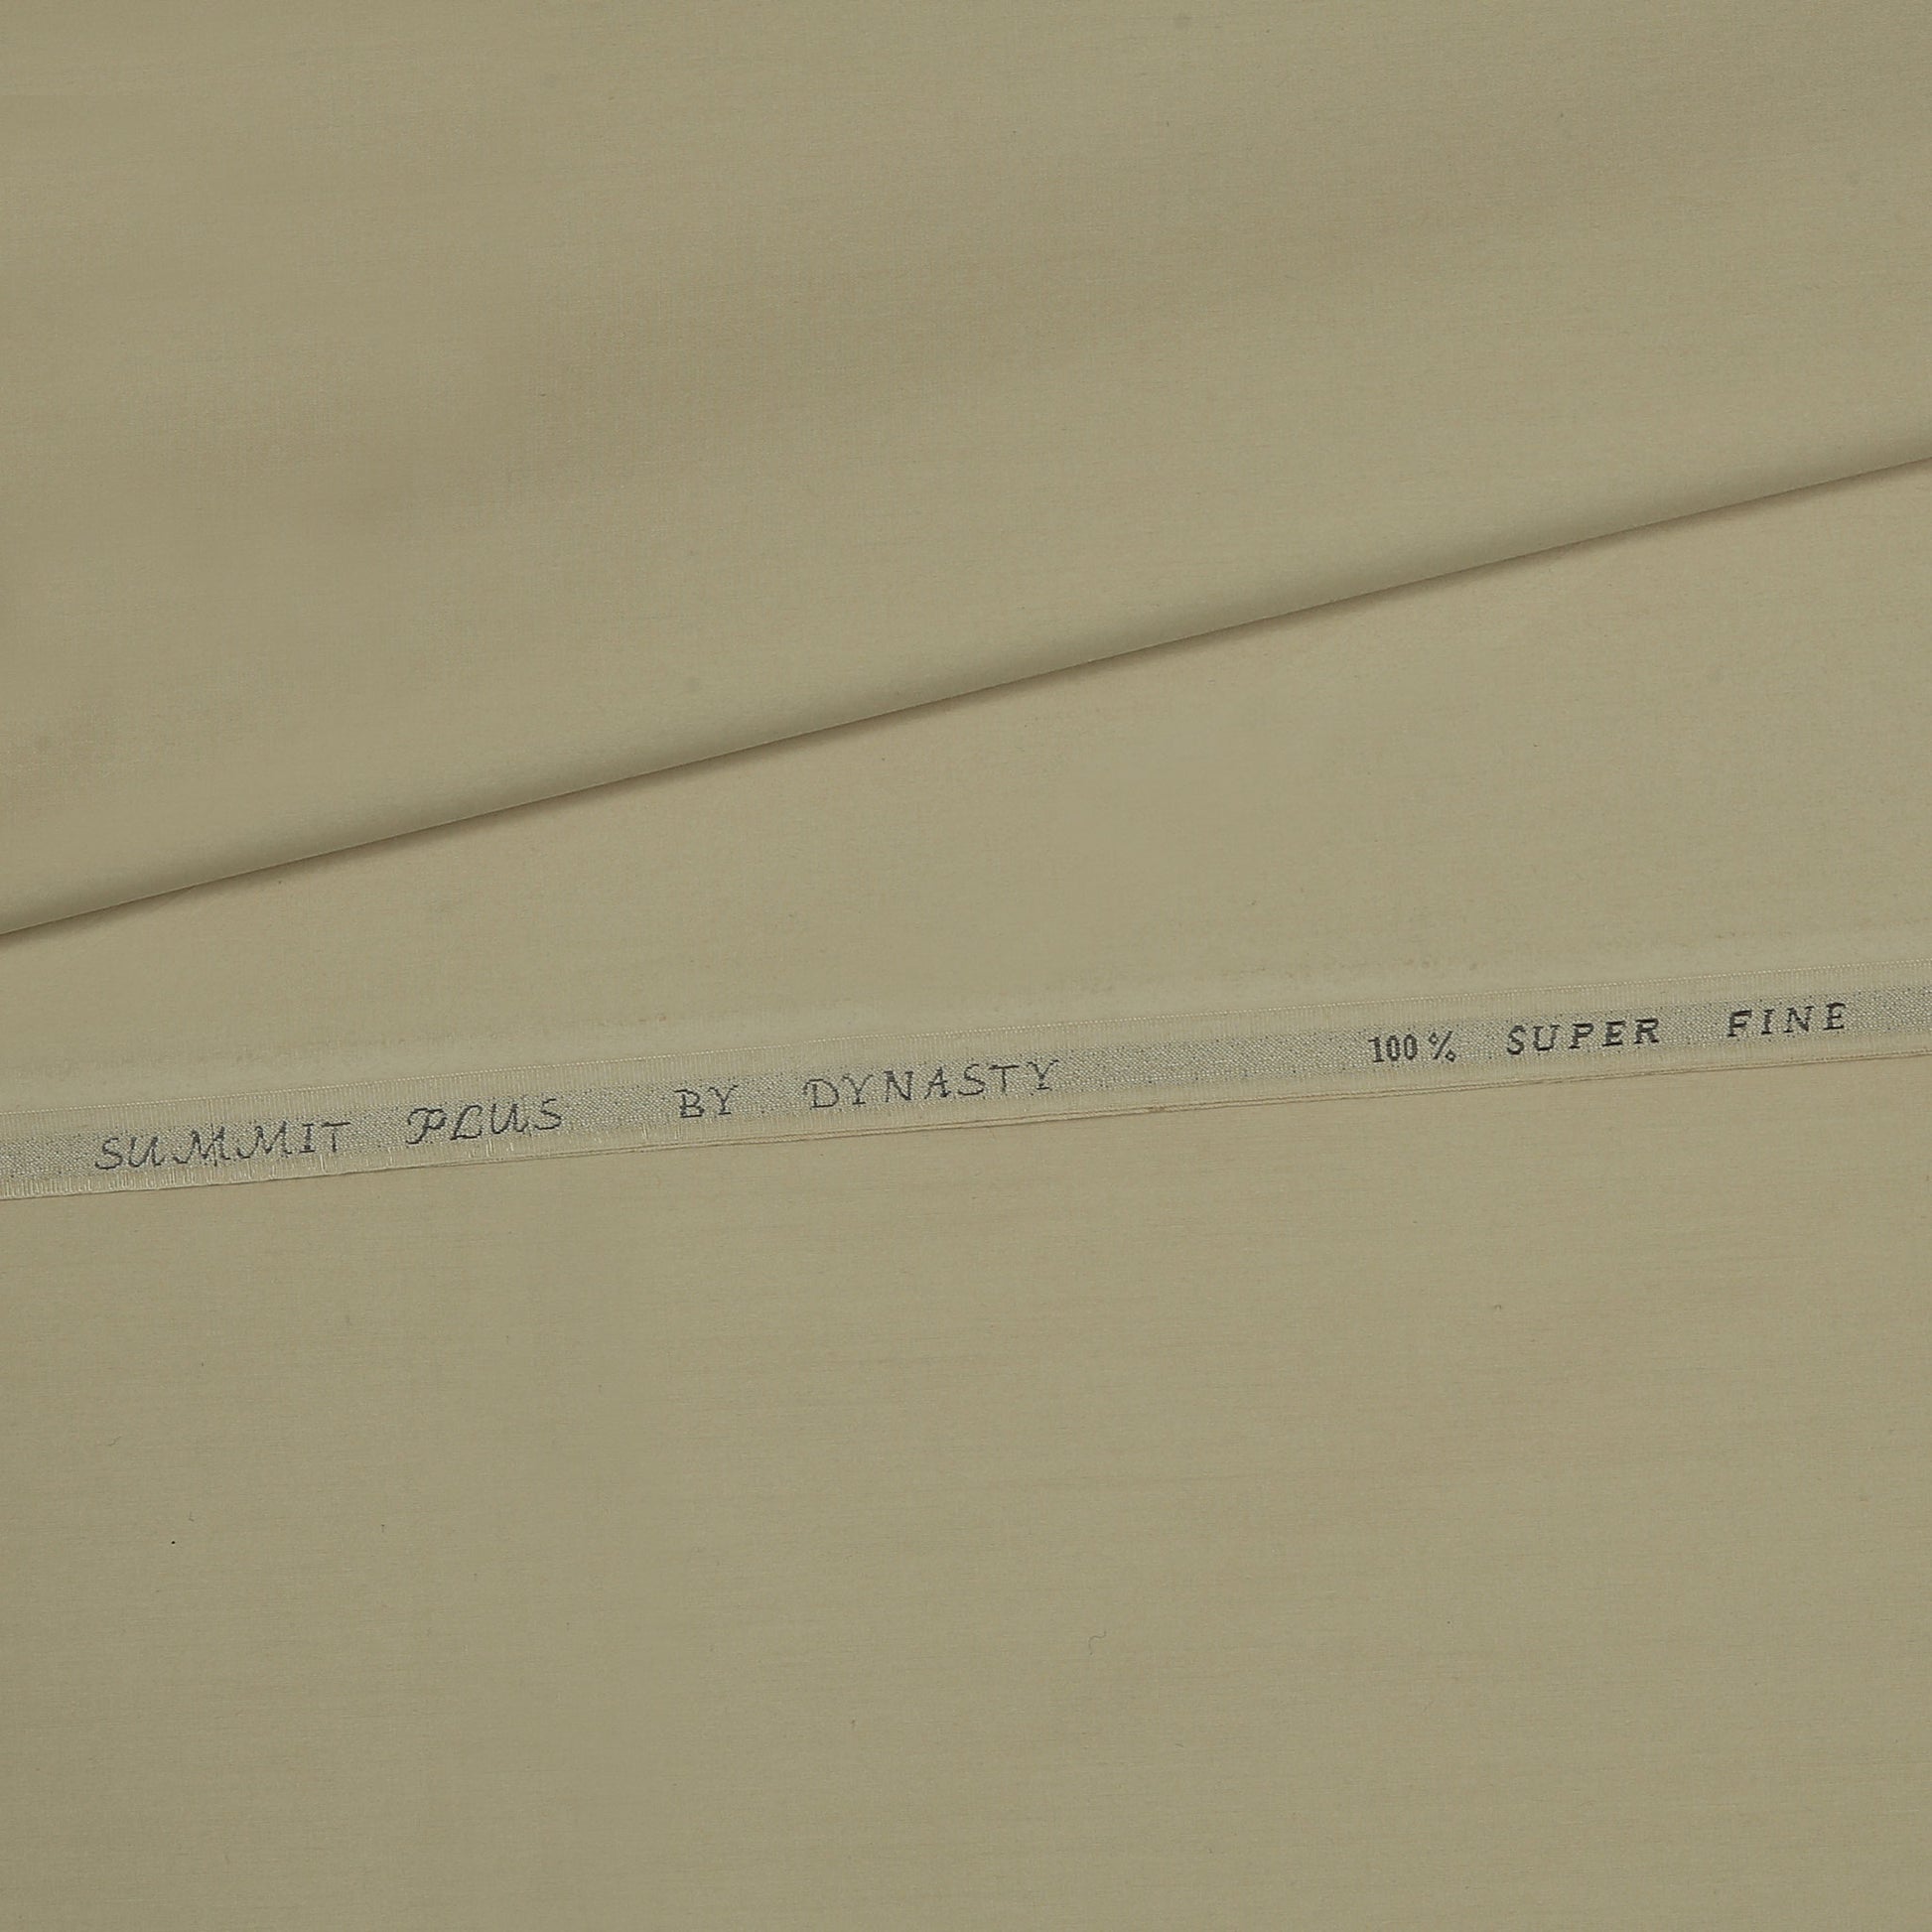 SUMMIT PLUS BY DYNASTY 100% SUPER FINE